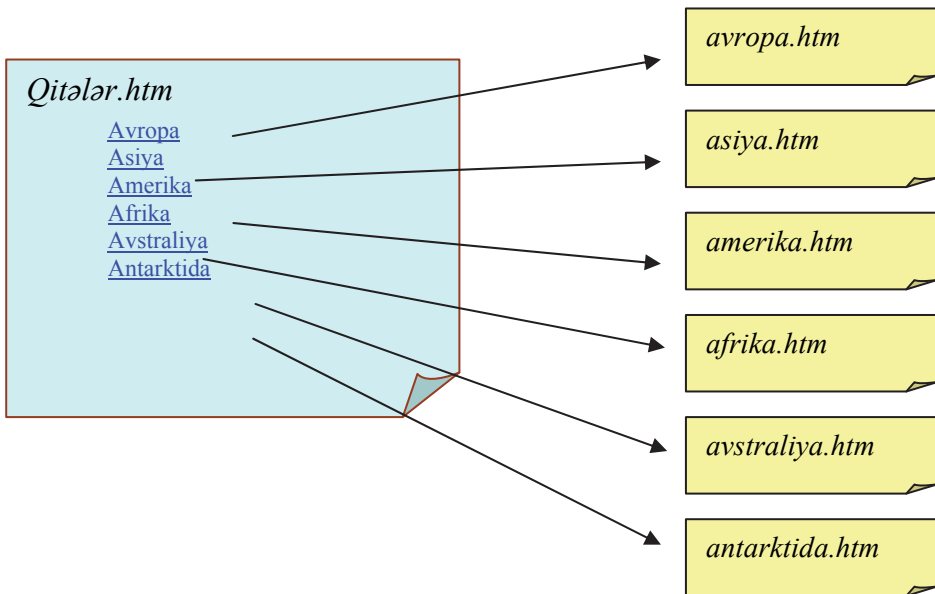 Qitələr.htm
Avropa
Asiya
Amerika
Afrika
Avstraliya
Antarktida
avropa.htm
asiya.htm
amerika.htm
afrika.htm
avstraliya.htm
antarktida.htm